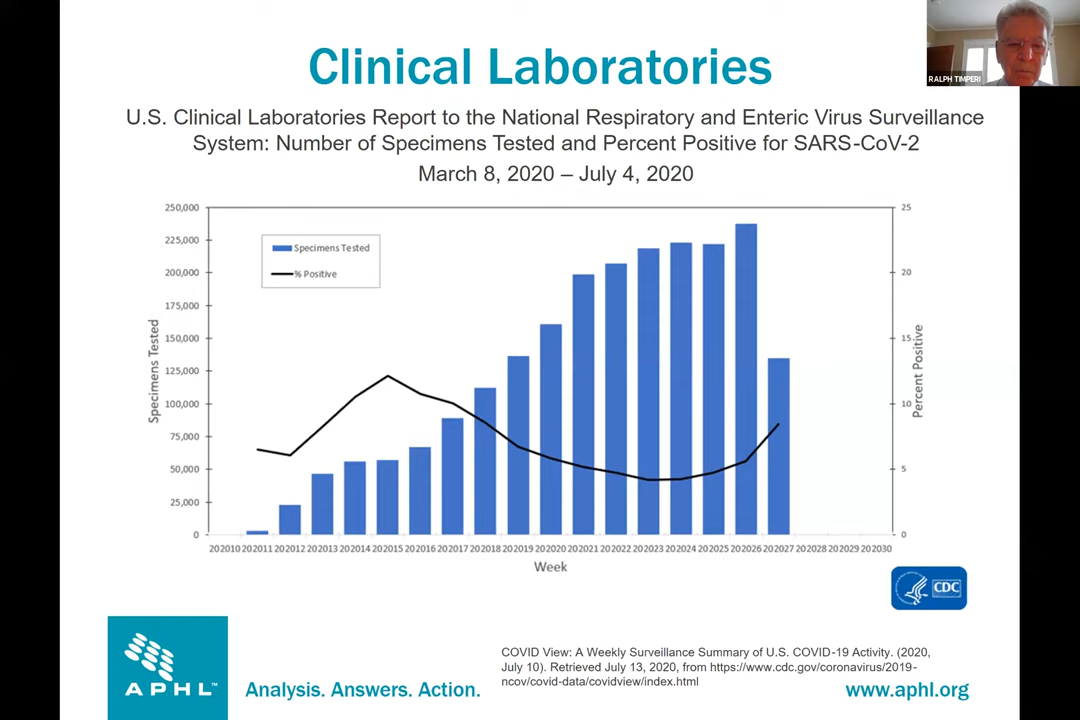 Clinical Laboratories
RALPH TIMPERI
U.S. Clinical Laboratories Report to the National Respiratory and Enteric Virus Surveillance
System: Number of Specimens Tested and Percent Positive for SARS-CoV-2
March 8, 2020 – July 4, 2020
250,000
225,000
200,000
175,000
150,000
125,000
100,000
75,000
50,000
25,000
0
Specimens Tested
Specimens Tested
% Positive
25
20
15
10
5
0
Percent Positive
202010 202011 202012 202013 202014 202015 202016 202017 202018 202019 202020 202021 202022 202023 202024 202025 202026 202027 202028 202029 202030
Week
CDC
COVID View: A Weekly Surveillance Summary of U.S. COVID-19 Activity. (2020,
July 10). Retrieved July 13, 2020, from https://www.cdc.gov/coronavirus/2019-
ncov/covid-data/covidview/index.html
APHL™
Analysis. Answers. Action.
www.aphl.org